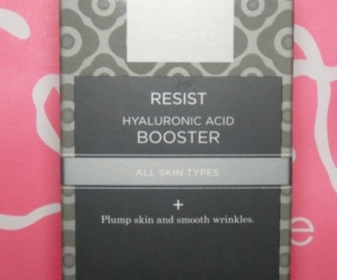 RESIST
HYALURONIC ACID
BOOSTER
ALL SKIN TYPES
+
Plump skin and smooth wrinkles.
e